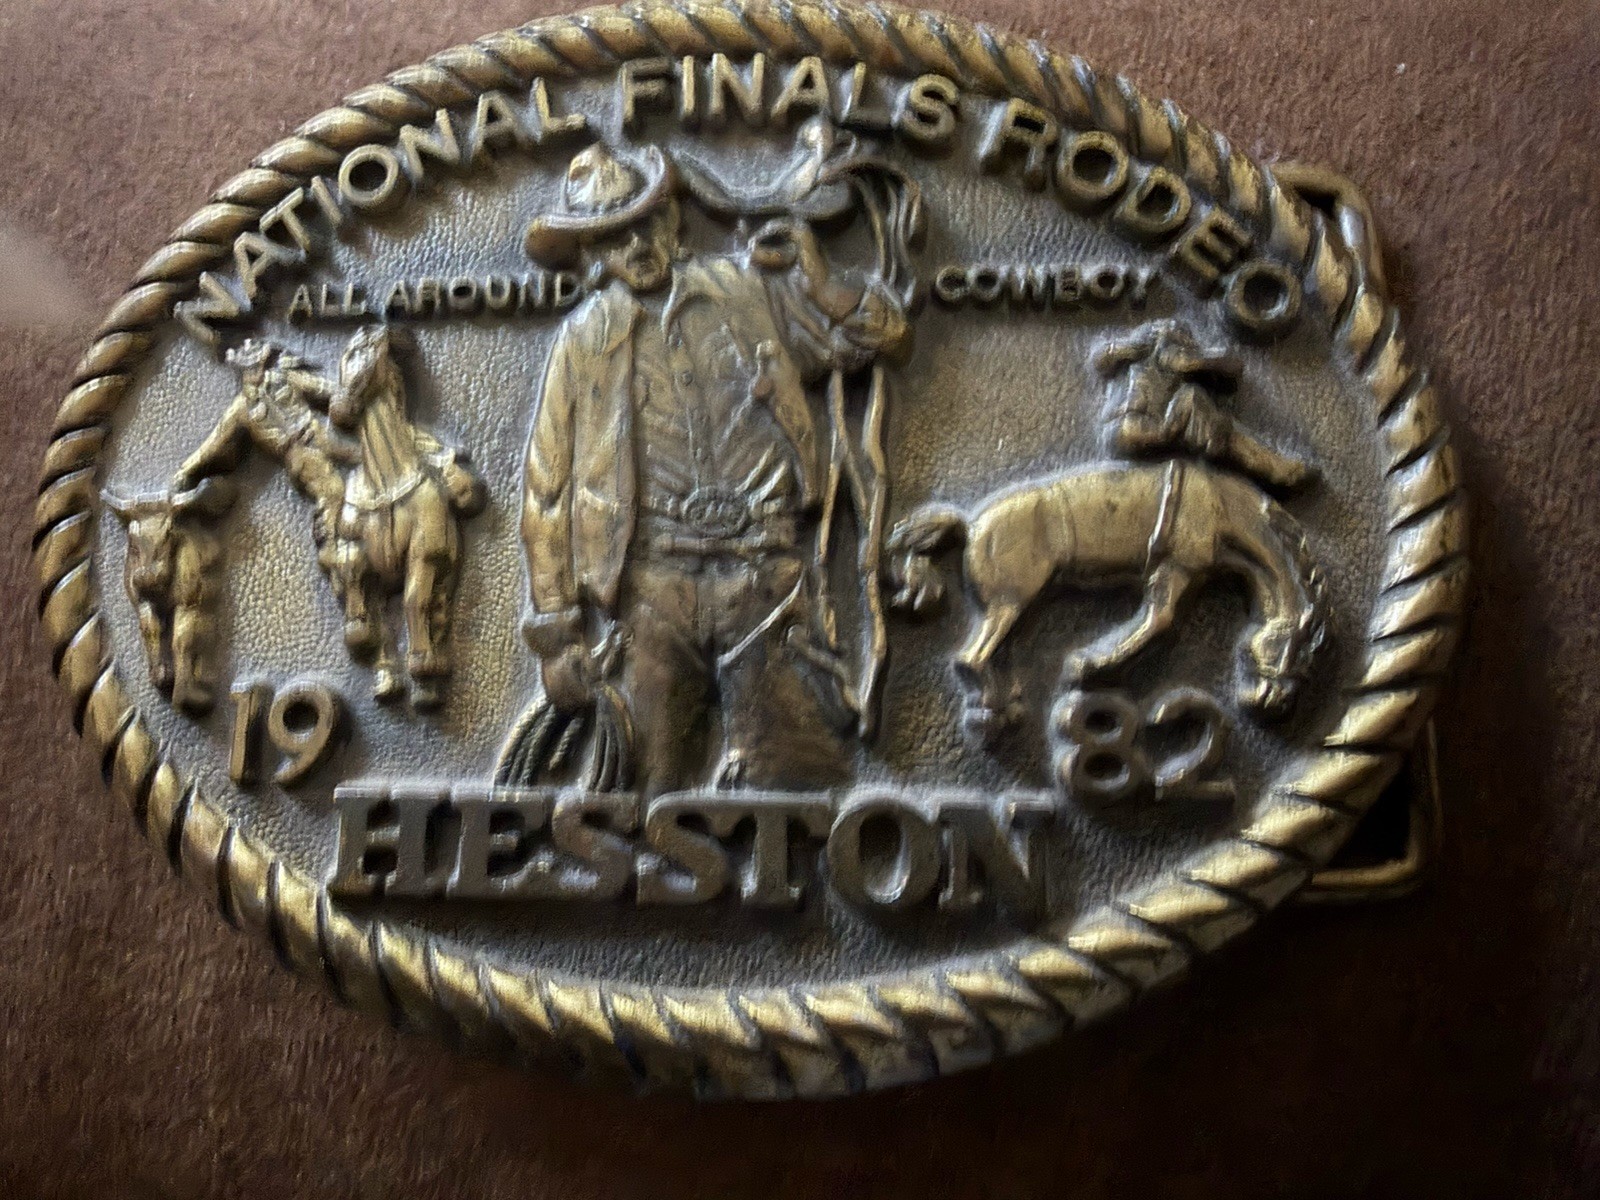 NATIONAL FINALS RODEO
ALL AROUND COWBOY
19 82
HESSTON